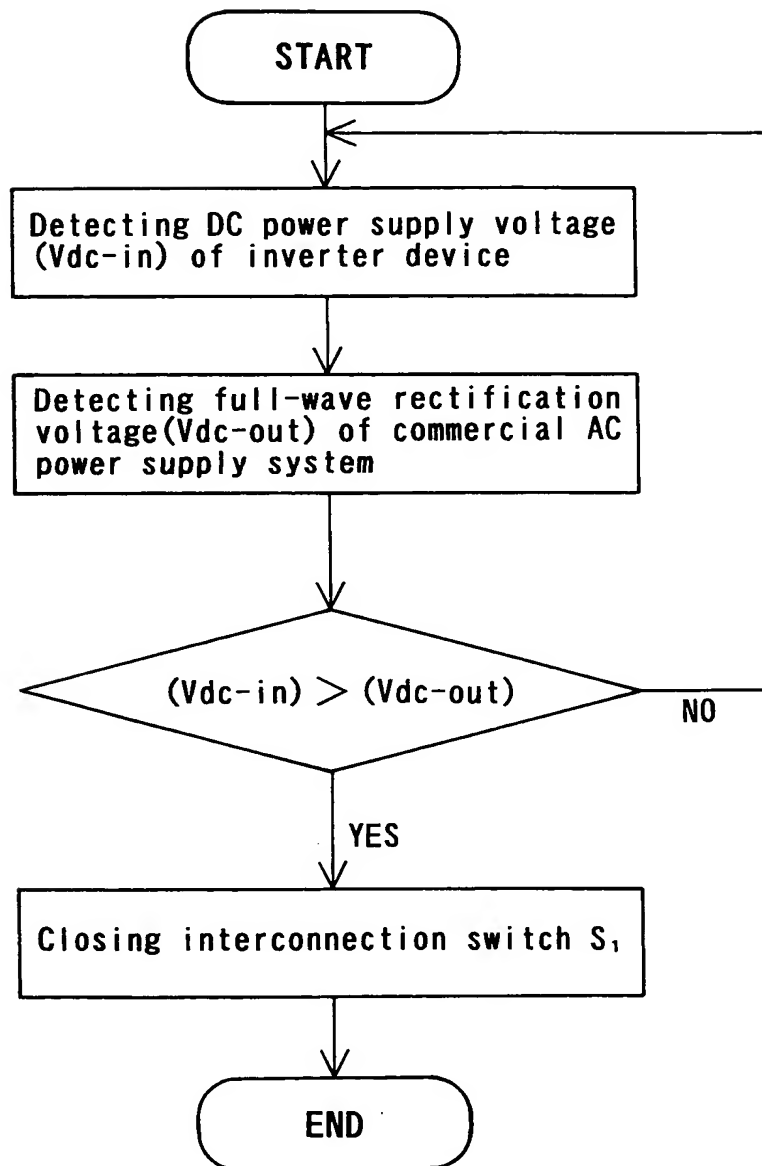 START
Detecting DC power supply voltage
(Vdc-in) of inverter device
Detecting full-wave rectification
voltage(Vdc-out) of commercial AC
power supply system
(Vdc-in) > (Vdc-out)
NO
YES
Closing interconnection switch S₁
END